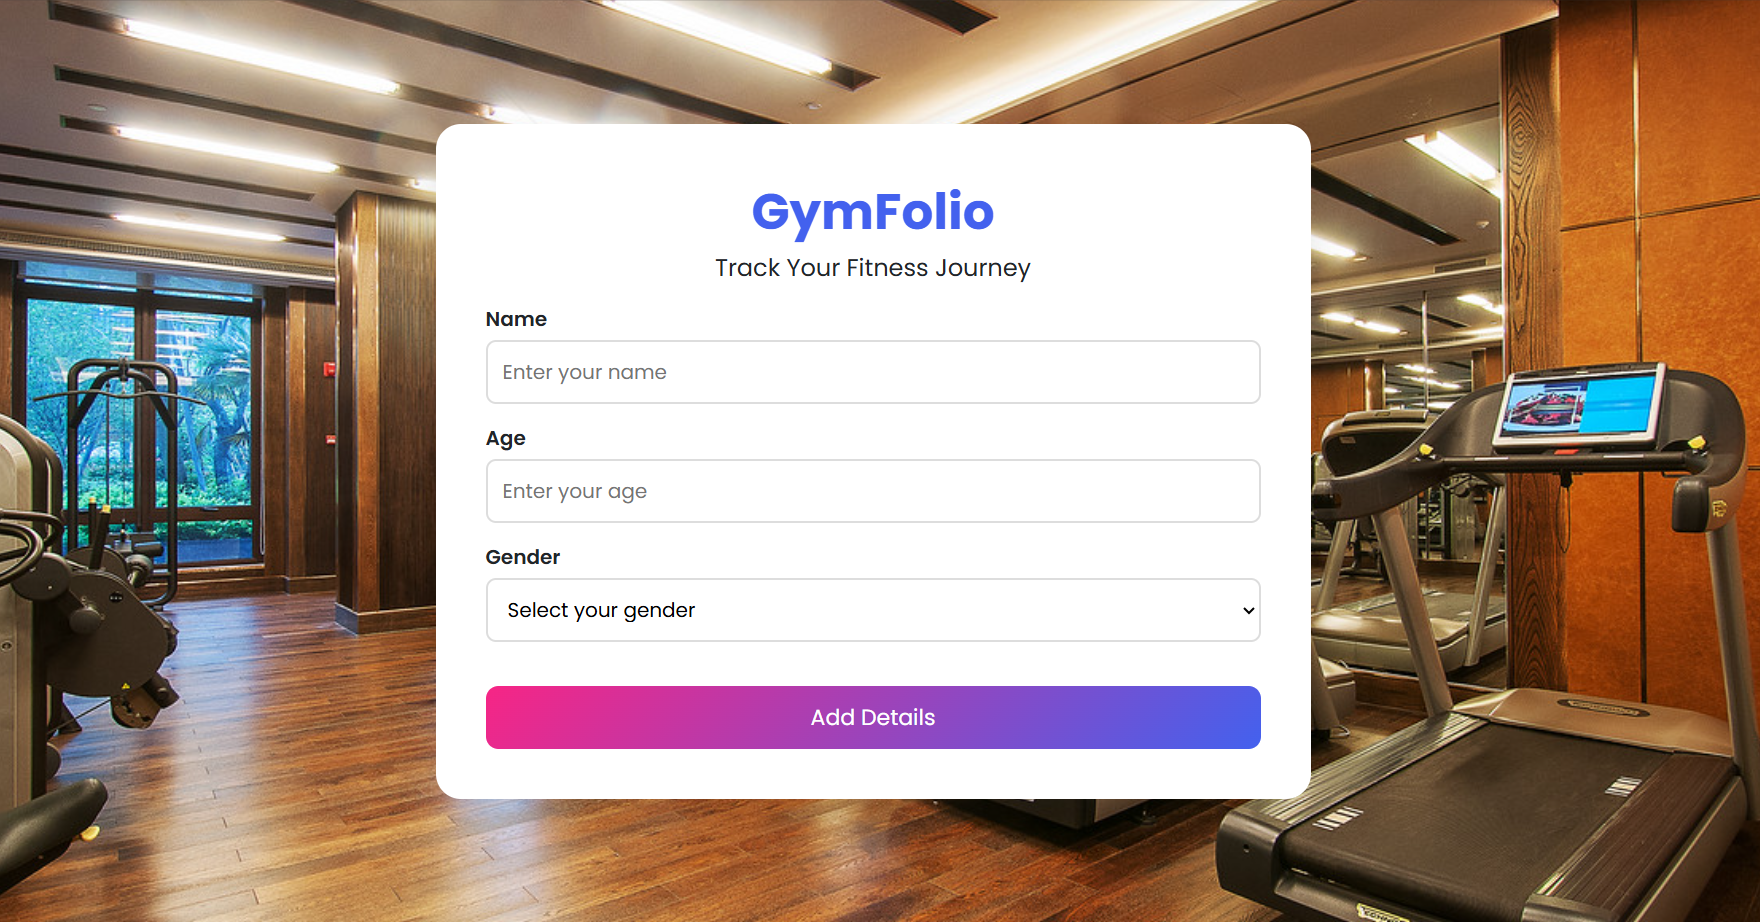 GymFolio
Track Your Fitness Journey
Name
Enter your name
Age
Enter your age
Gender
Select your gender
Add Details